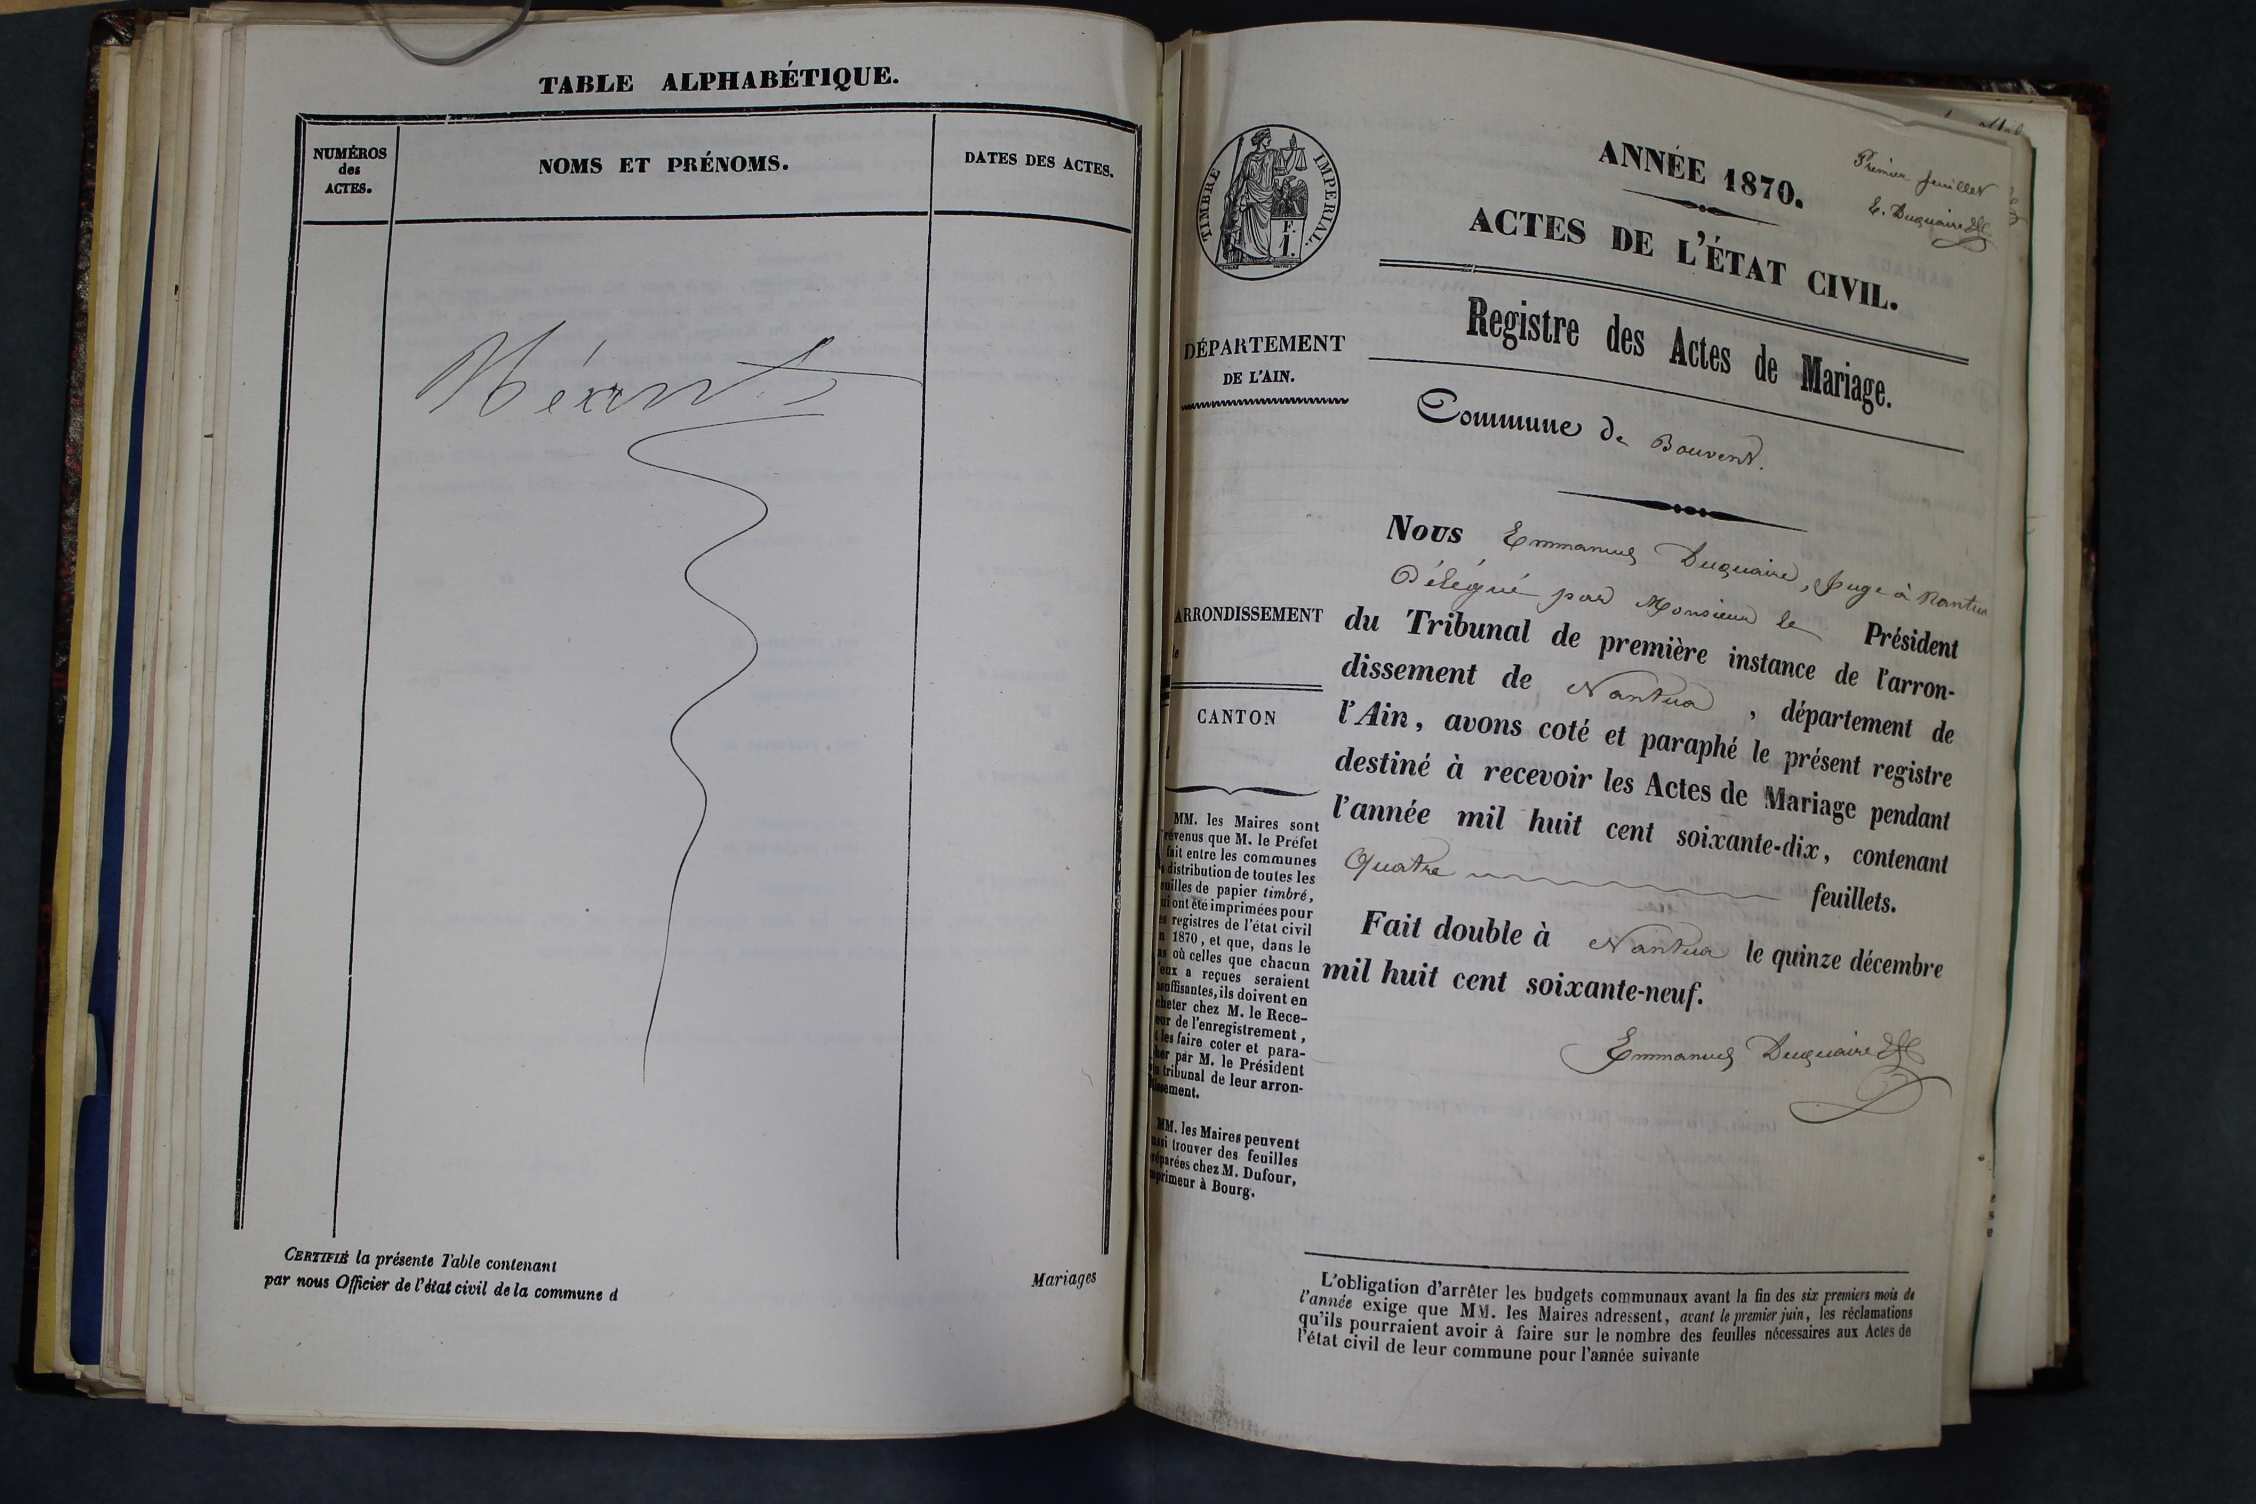 TABLE ALPHABÉTIQUE.
NUMÉROS
des
ACTES.
NOMS ET PRÉNOMS.
DATES DES ACTES.
Néant
CERTIFIÉ la présente Table contenant
par nous Officier de l'état civil de la commune d
Mariages
TIMBRE IMPERIAL.
F.
1.
Premier feuillet
E. Duquaire
ANNÉE 1870.
ACTES DE L'ÉTAT CIVIL.
Registre des Actes de Mariage.
Commune de Bouvent.
DÉPARTEMENT
DE L'AIN.
ARRONDISSEMENT
CANTON
MM. les Maires sont
prévenus que M. le Préfet
fait entre les communes
distribution de toutes les
feuilles de papier timbré,
qui ont été imprimées pour
les registres de l'état civil
1870, et que, dans le
cas où celles que chacun
d'eux a reçues seraient
insuffisantes, ils doivent en
acheter chez M. le Rece-
veur de l'enregistrement,
et les faire coter et para-
pher par M. le Président
du tribunal de leur arron-
dissement.
MM. les Maires peuvent
aussi trouver des feuilles
préparées chez M. Dufour,
imprimeur à Bourg.
Nous Emmanuel Duquaire, Juge à Nantua
Délégué par Monsieur le Président
du Tribunal de première instance de l'arron-
dissement de Nantua, département de
l'Ain, avons coté et paraphé le présent registre
destiné à recevoir les Actes de Mariage pendant
l'année mil huit cent soixante-dix, contenant
Quatre feuillets.
Fait double à Nantua le quinze décembre
mil huit cent soixante-neuf.
Emmanuel Duquaire
L'obligation d'arrêter les budgets communaux avant la fin des six premiers mois de
l'année exige que MM. les Maires adressent, avant le premier juin, les réclamations
qu'ils pourraient avoir à faire sur le nombre des feuilles nécessaires aux Actes de
l'état civil de leur commune pour l'année suivante